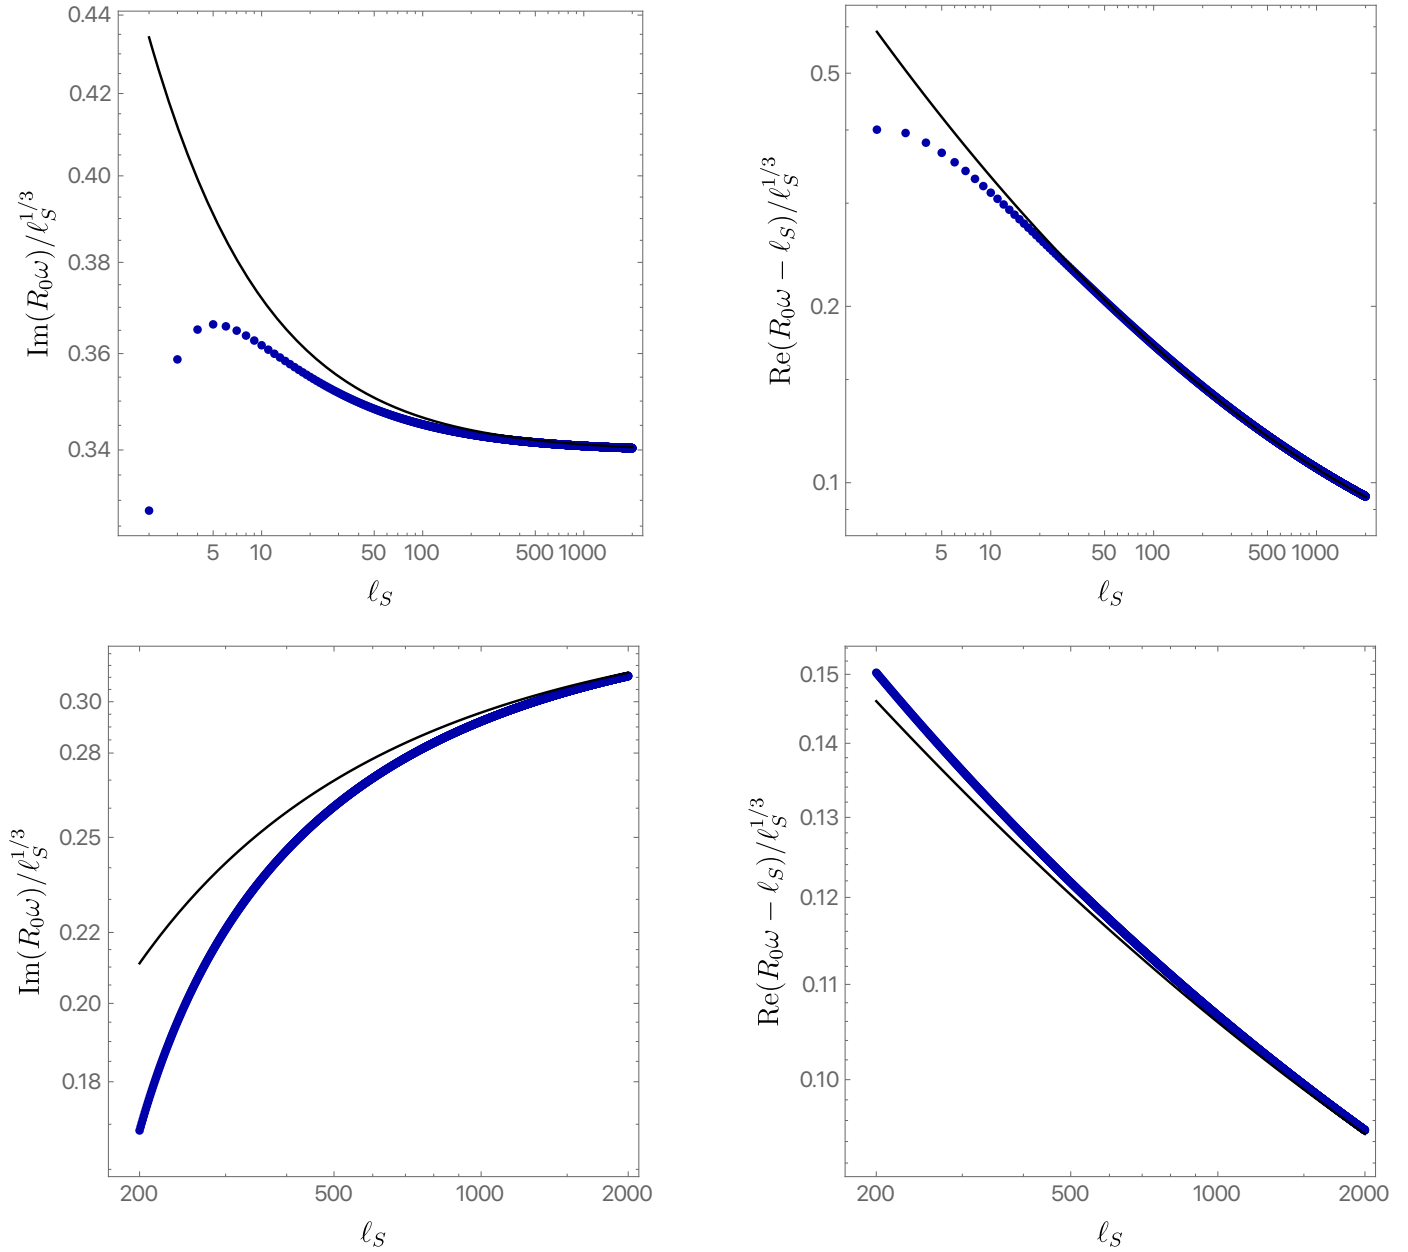 0.44
0.42
0.40
0.38
0.36
0.34
Im(R₀ω)/ℓ_S^{1/3}
5 10 50 100 500 1000
ℓ_S
0.5
0.2
0.1
Re(R₀ω − ℓ_S)/ℓ_S^{1/3}
5 10 50 100 500 1000
ℓ_S
0.30
0.28
0.25
0.22
0.20
0.18
Im(R₀ω)/ℓ_S^{1/3}
200 500 1000 2000
ℓ_S
0.15
0.14
0.13
0.12
0.11
0.10
Re(R₀ω − ℓ_S)/ℓ_S^{1/3}
200 500 1000 2000
ℓ_S